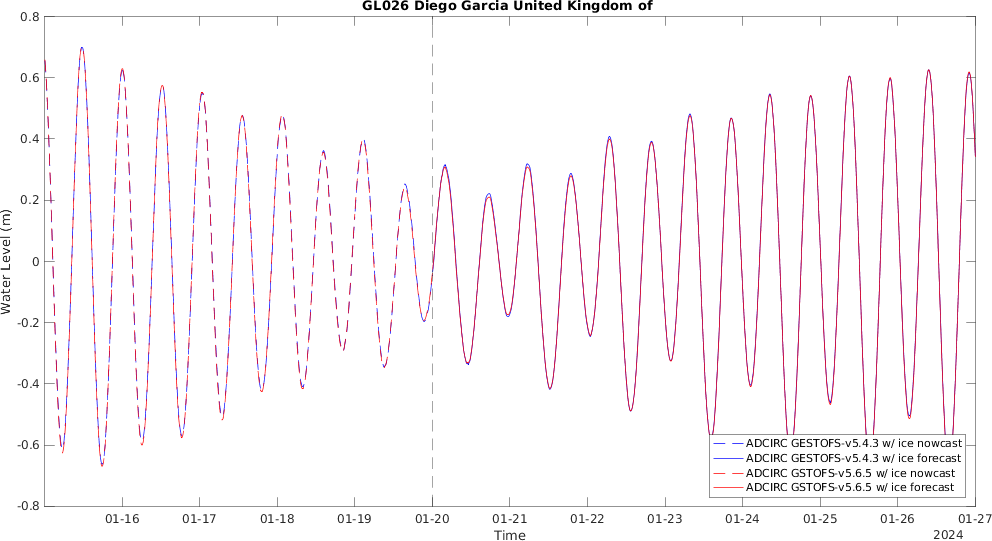 GL026 Diego Garcia United Kingdom of
0.8
0.6
0.4
0.2
0
-0.2
-0.4
-0.6
-0.8
Water Level (m)
ADCIRC GESTOFS-v5.4.3 w/ ice nowcast
ADCIRC GESTOFS-v5.4.3 w/ ice forecast
ADCIRC GSTOFS-v5.6.5 w/ ice nowcast
ADCIRC GSTOFS-v5.6.5 w/ ice forecast
01-16 01-17 01-18 01-19 01-20 01-21 01-22 01-23 01-24 01-25 01-26 01-27
Time
2024